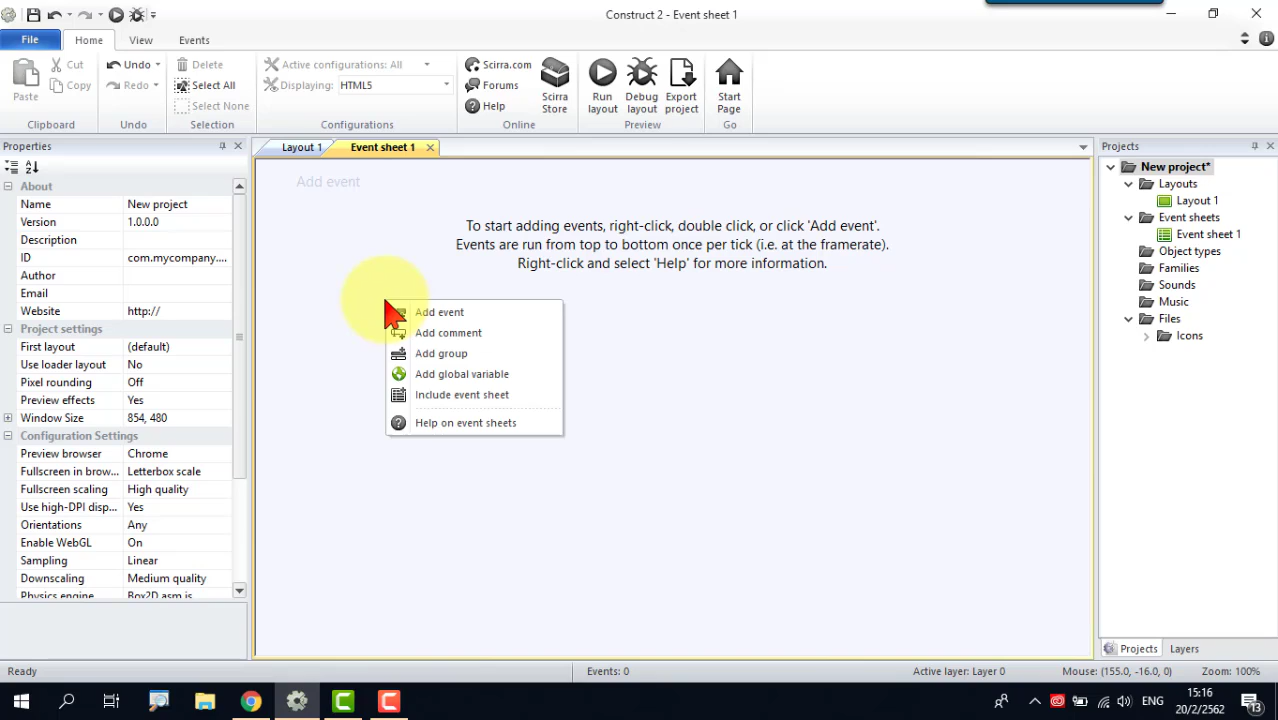 Construct 2 - Event sheet 1
File
Home
View
Events
Paste
Cut
Copy
Clipboard
Undo
Redo
Undo
Delete
Select All
Select None
Selection
Active configurations: All
Displaying: HTML5
Configurations
Scirra.com
Forums
Help
Scirra Store
Online
Run layout
Debug layout
Export project
Preview
Start Page
Go
Properties
Layout 1
Event sheet 1
Projects
About
Name New project
Version 1.0.0.0
Description
ID com.mycompany....
Author
Email
Website http://
Project settings
First layout (default)
Use loader layout No
Pixel rounding Off
Preview effects Yes
Window Size 854, 480
Configuration Settings
Preview browser Chrome
Fullscreen in brow... Letterbox scale
Fullscreen scaling High quality
Use high-DPI disp... Yes
Orientations Any
Enable WebGL On
Sampling Linear
Downscaling Medium quality
Physics engine Box2D asm.js
Add event
To start adding events, right-click, double click, or click 'Add event'.
Events are run from top to bottom once per tick (i.e. at the framerate).
Right-click and select 'Help' for more information.
Add event
Add comment
Add group
Add global variable
Include event sheet
Help on event sheets
New project*
Layouts
Layout 1
Event sheets
Event sheet 1
Object types
Families
Sounds
Music
Files
Icons
Projects
Layers
Ready
Events: 0
Active layer: Layer 0
Mouse: (155.0, -16.0, 0)
Zoom: 100%
ENG
15:16
20/2/2562
13